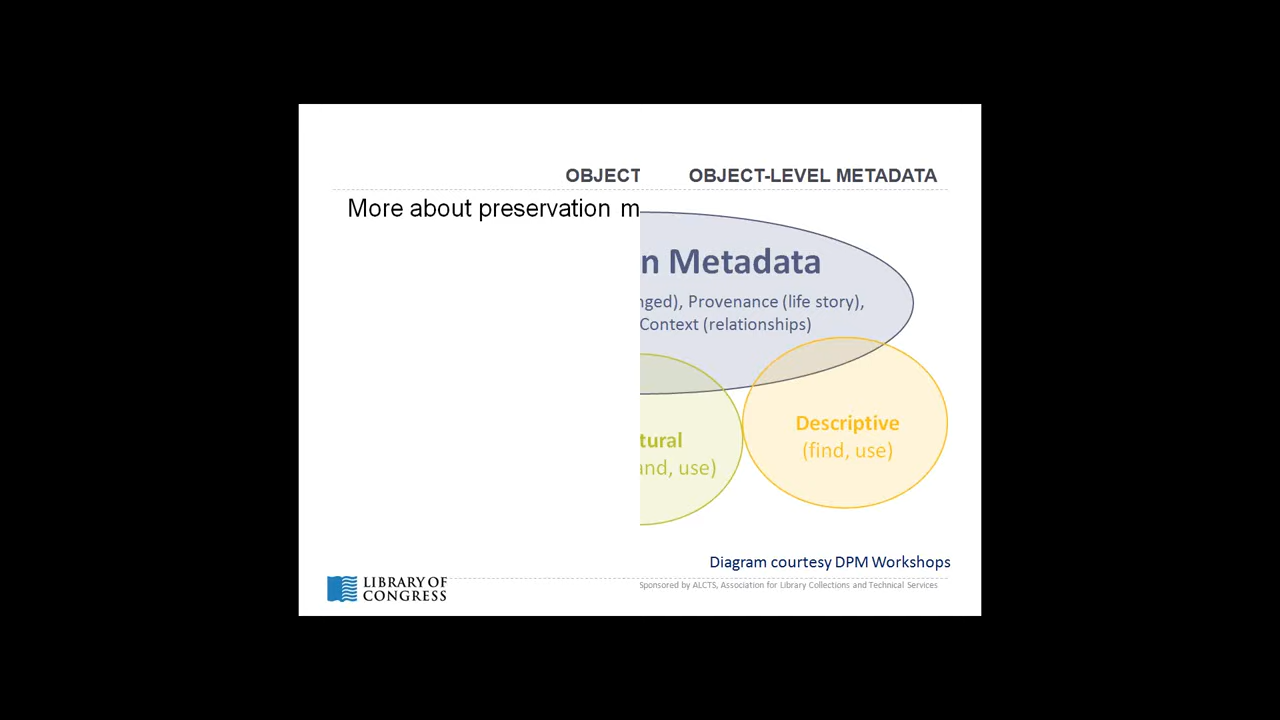 OBJECT OBJECT-LEVEL METADATA
More about preservation m
n Metadata
nged), Provenance (life story),
Context (relationships)
Descriptive
(find, use)
tural
and, use)
Diagram courtesy DPM Workshops
LIBRARY OF
CONGRESS
Sponsored by ALCTS, Association for Library Collections and Technical Services